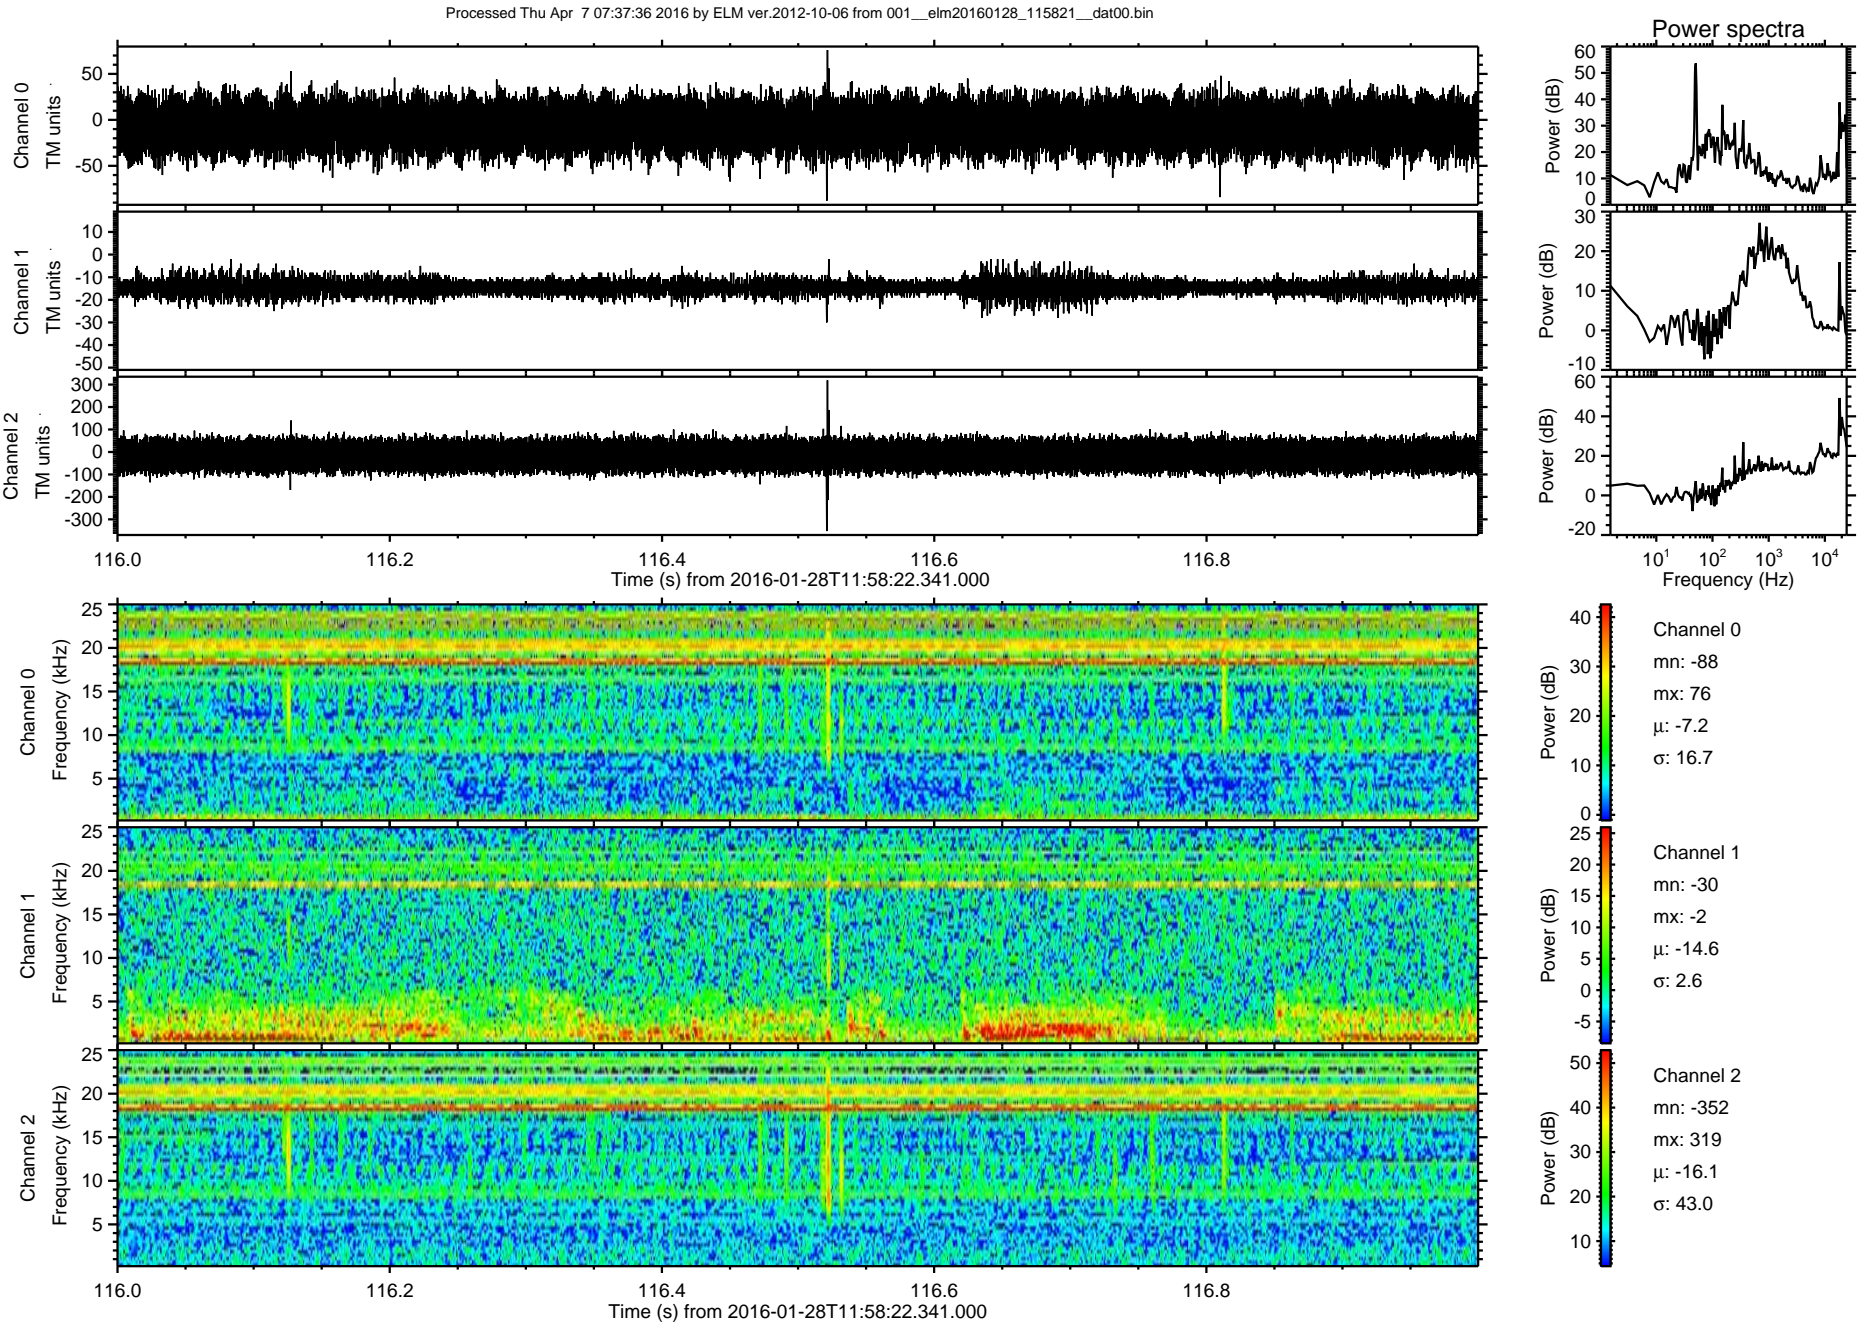 Processed Thu Apr  7 07:37:36 2016 by ELM ver.2012-10-06 from 001__elm20160128_115821__dat00.bin
Power spectra
Channel 0
TM units
50
0
-50
Power (dB)
60
50
40
30
20
10
0
Channel 1
TM units
10
0
-10
-20
-30
-40
-50
Power (dB)
30
20
10
0
-10
Channel 2
TM units
300
200
100
0
-100
-200
-300
Power (dB)
60
40
20
0
-20
116.0 116.2 116.4 116.6 116.8
Time (s) from 2016-01-28T11:58:22.341.000
10^1 10^2 10^3 10^4
Frequency (Hz)
Channel 0
Frequency (kHz)
25
20
15
10
5
Power (dB)
40
30
20
10
0
Channel 0
mn: -88
mx: 76
μ: -7.2
σ: 16.7
Channel 1
Frequency (kHz)
25
20
15
10
5
Power (dB)
25
20
15
10
5
0
-5
Channel 1
mn: -30
mx: -2
μ: -14.6
σ: 2.6
Channel 2
Frequency (kHz)
25
20
15
10
5
Power (dB)
50
40
30
20
10
Channel 2
mn: -352
mx: 319
μ: -16.1
σ: 43.0
116.0 116.2 116.4 116.6 116.8
Time (s) from 2016-01-28T11:58:22.341.000